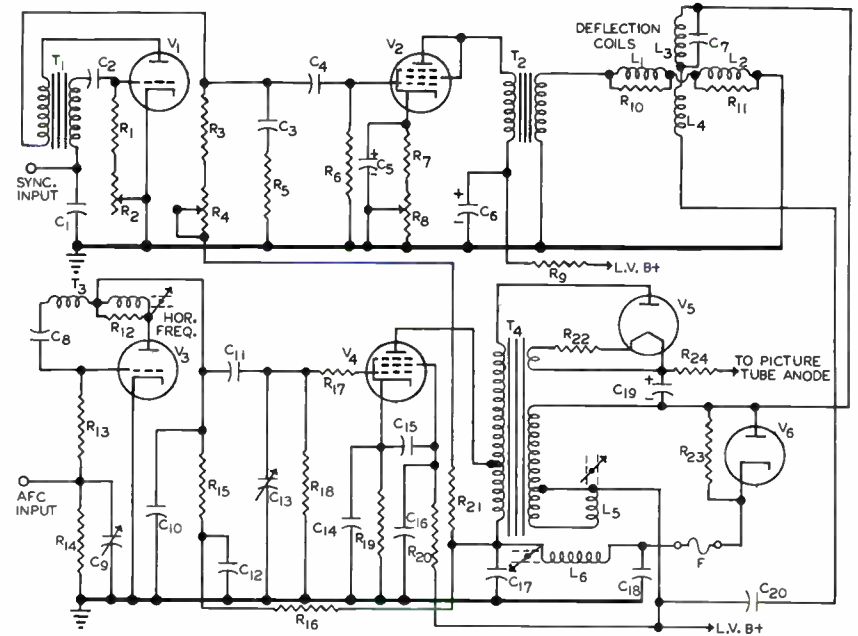 T1
C2
V1
SYNC. INPUT
C1
R1
R2
R3
R4
C3
R5
C4
R6
C5
V2
R7
R8
C6
T2
R9
L.V. B+
DEFLECTION COILS
L1
R10
L3
C7
L2
R11
L4
T3
C8
R12
HOR. FREQ.
V3
R13
AFC INPUT
R14
C9
C10
R15
C12
R16
C11
C13
R18
R17
V4
C15
C14
R19
C16
R20
R21
T4
V5
R22
R24
TO PICTURE TUBE ANODE
C19
R23
V6
L5
C17
L6
C18
F
C20
L.V. B+